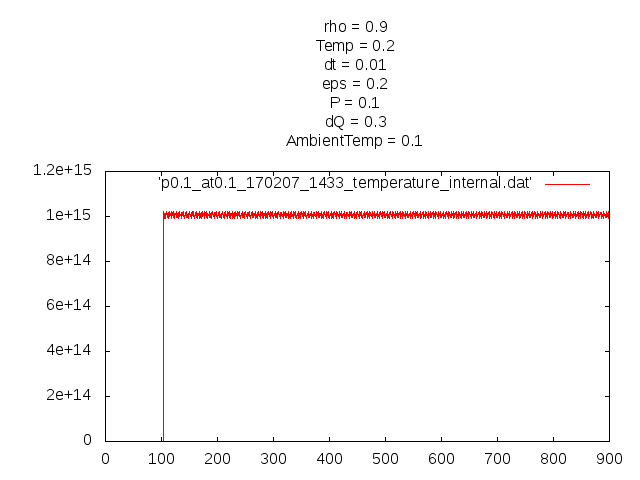 rho = 0.9
Temp = 0.2
dt = 0.01
eps = 0.2
P = 0.1
dQ = 0.3
AmbientTemp = 0.1
1.2e+15
'p0.1_at0.1_170207_1433_temperature_internal.dat'
1e+15
8e+14
6e+14
4e+14
2e+14
0
0 100 200 300 400 500 600 700 800 900